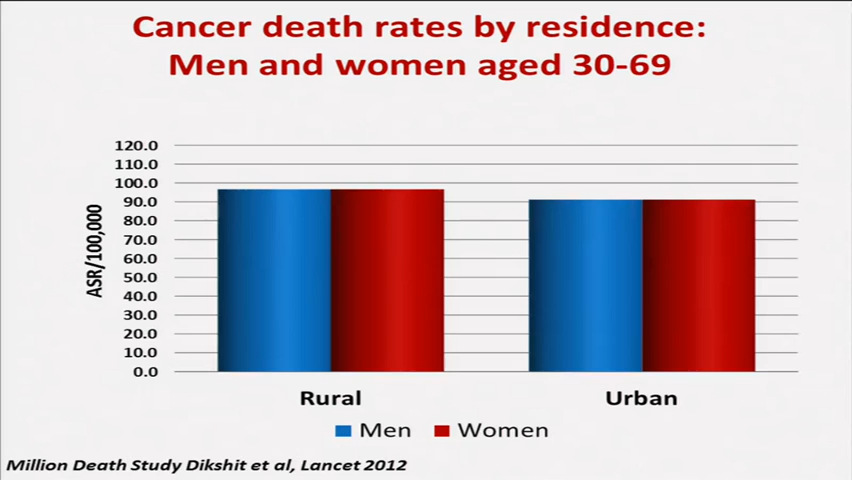 Cancer death rates by residence:
Men and women aged 30-69
120.0
110.0
100.0
90.0
80.0
70.0
60.0
50.0
40.0
30.0
20.0
10.0
0.0
ASR/100,000
Rural
Urban
Men
Women
Million Death Study Dikshit et al, Lancet 2012